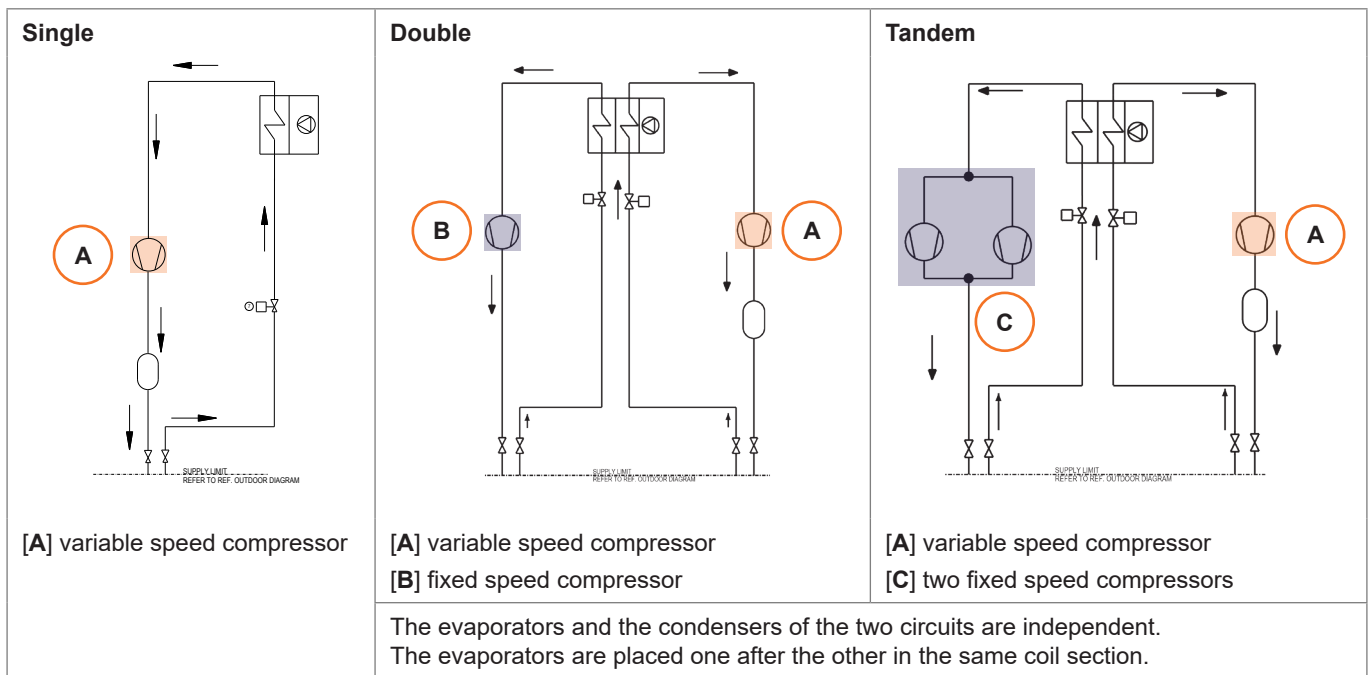 Single
A
SUPPLY LIMIT
REFER TO REF. OUTDOOR DIAGRAM
[A] variable speed compressor
Double
B
A
SUPPLY LIMIT
REFER TO REF. OUTDOOR DIAGRAM
[A] variable speed compressor
[B] fixed speed compressor
Tandem
A
C
SUPPLY LIMIT
REFER TO REF. OUTDOOR DIAGRAM
[A] variable speed compressor
[C] two fixed speed compressors
The evaporators and the condensers of the two circuits are independent.
The evaporators are placed one after the other in the same coil section.